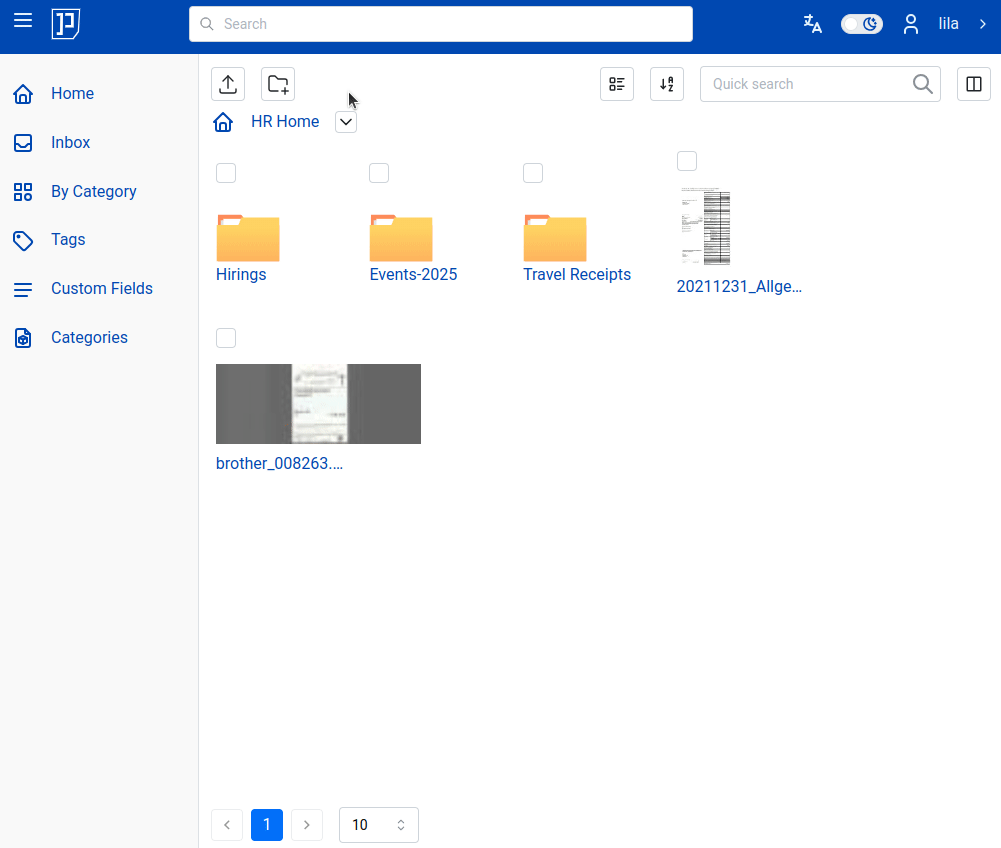 Search
lila
Home
Inbox
By Category
Tags
Custom Fields
Categories
Quick search
HR Home
Hirings
Events-2025
Travel Receipts
20211231_Allge...
brother_008263....
1
10